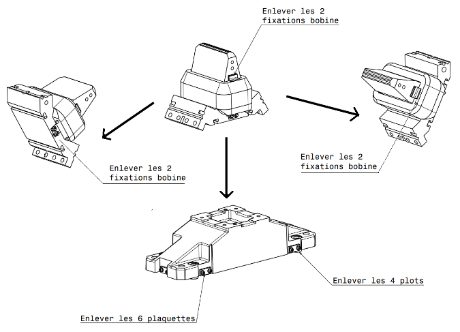 Enlever les 2
fixations bobine
Enlever les 2
fixations bobine
Enlever les 2
fixations bobine
Enlever les 4 plots
Enlever les 6 plaquettes